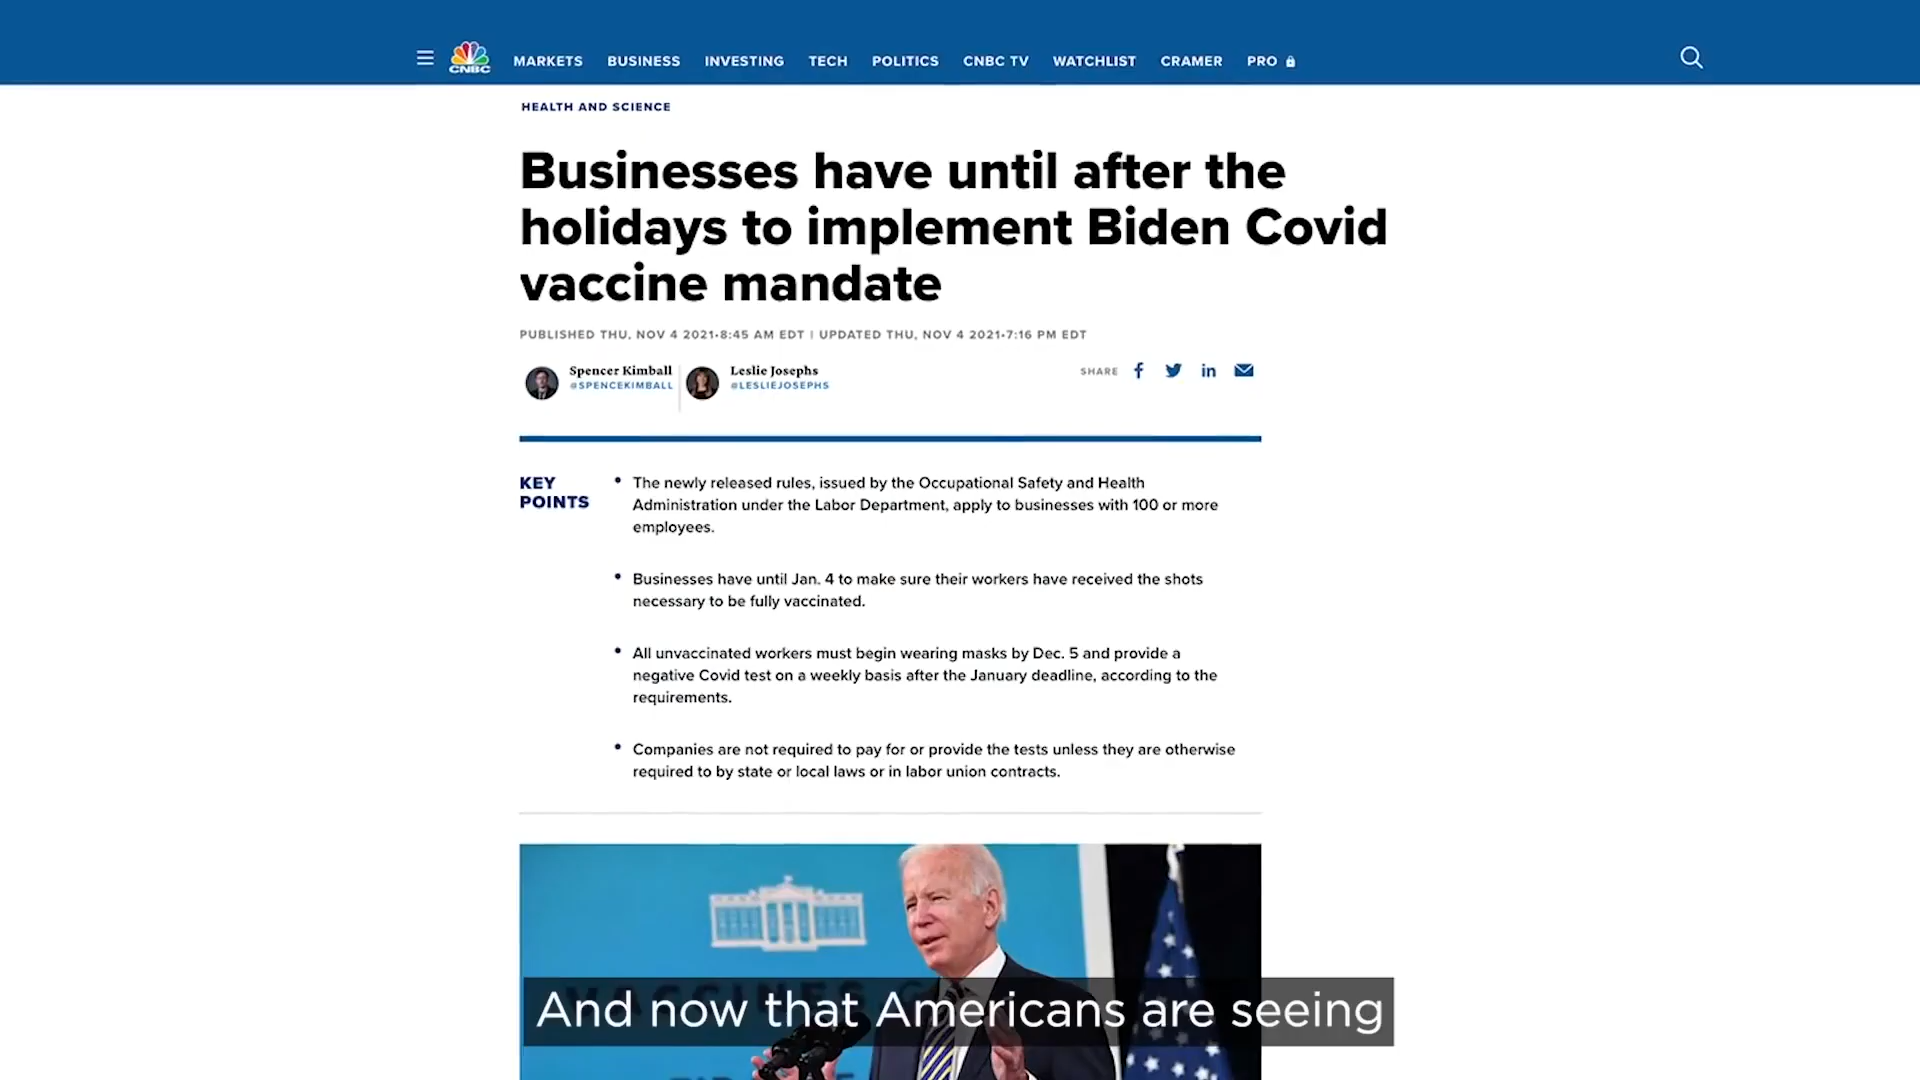 CNBC
MARKETS BUSINESS INVESTING TECH POLITICS CNBC TV WATCHLIST CRAMER PRO
HEALTH AND SCIENCE
Businesses have until after the
holidays to implement Biden Covid
vaccine mandate
PUBLISHED THU, NOV 4 2021•8:45 AM EDT | UPDATED THU, NOV 4 2021•7:16 PM EDT
Spencer Kimball
@SPENCEKIMBALL
Leslie Josephs
@LESLIEJOSEPHS
SHARE
KEY
POINTS
• The newly released rules, issued by the Occupational Safety and Health
Administration under the Labor Department, apply to businesses with 100 or more
employees.
• Businesses have until Jan. 4 to make sure their workers have received the shots
necessary to be fully vaccinated.
• All unvaccinated workers must begin wearing masks by Dec. 5 and provide a
negative Covid test on a weekly basis after the January deadline, according to the
requirements.
• Companies are not required to pay for or provide the tests unless they are otherwise
required to by state or local laws or in labor union contracts.
And now that Americans are seeing